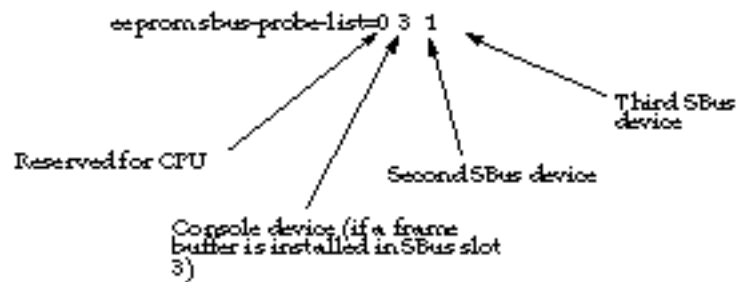 eeprom sbus-probe-list=0 3 1
Third SBus
device
Reserved for CPU
Second SBus device
Console device (if a frame
buffer is installed in SBus slot
3)